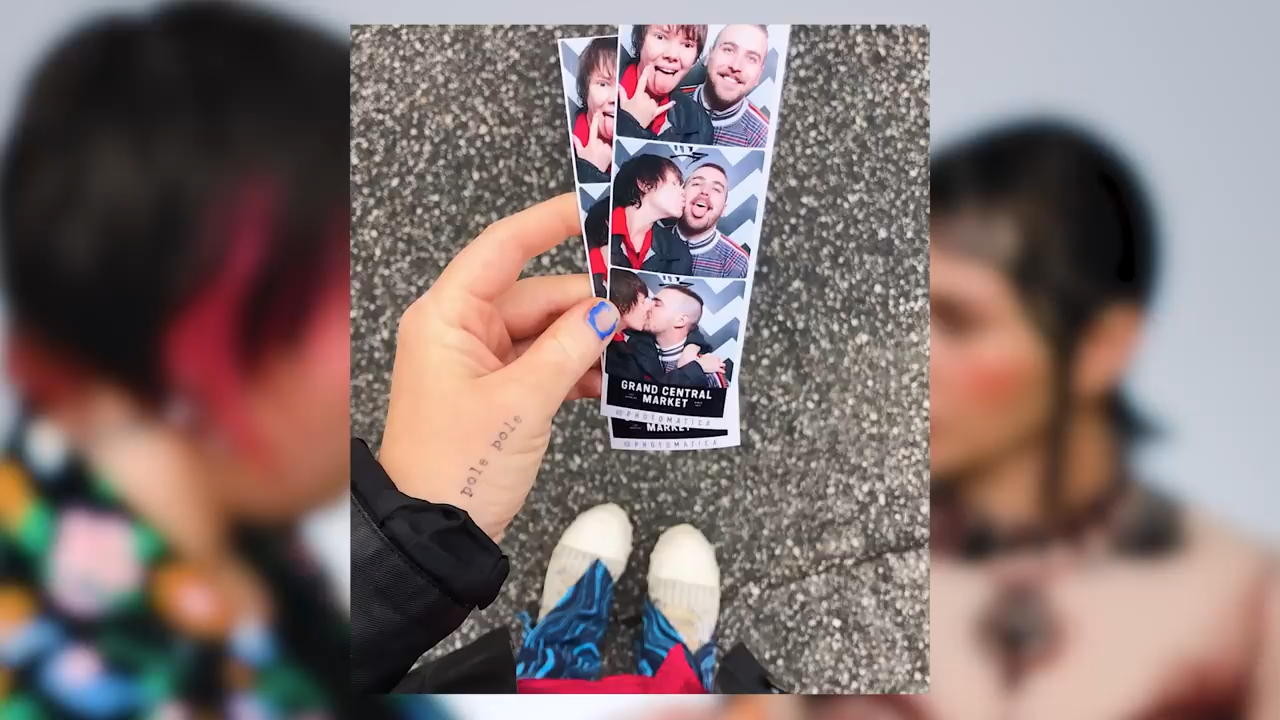 GRAND CENTRAL
MARKET
@PHOTOMATICA
MARKET
@PHOTOMATICA
pole pole